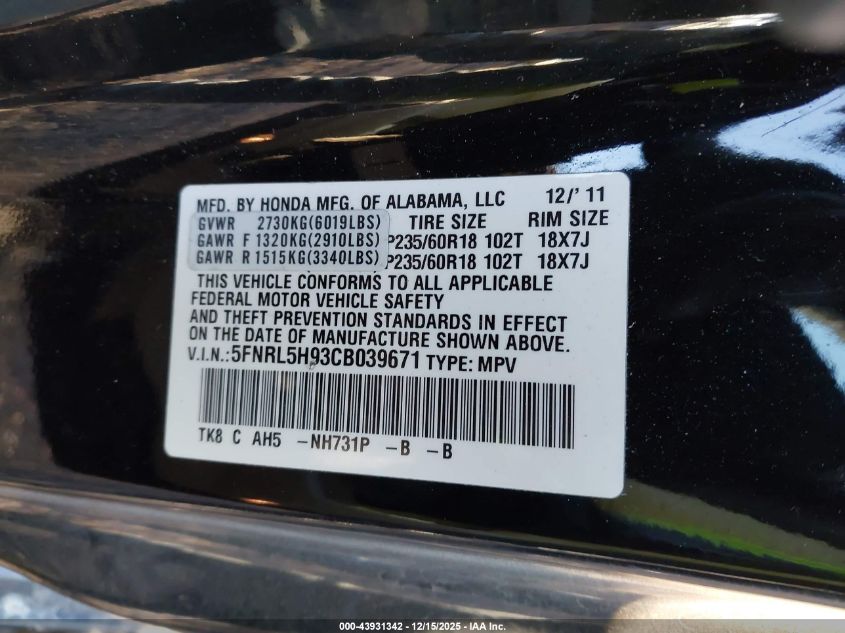 MFD. BY HONDA MFG. OF ALABAMA, LLC 12/' 11
GVWR 2730KG(6019LBS) TIRE SIZE RIM SIZE
GAWR F 1320KG(2910LBS) P235/60R18 102T 18X7J
GAWR R 1515KG(3340LBS) P235/60R18 102T 18X7J
THIS VEHICLE CONFORMS TO ALL APPLICABLE
FEDERAL MOTOR VEHICLE SAFETY
AND THEFT PREVENTION STANDARDS IN EFFECT
ON THE DATE OF MANUFACTURE SHOWN ABOVE.
V.I.N.:5FNRL5H93CB039671 TYPE: MPV
TK8 C AH5 -NH731P -B -B
000-43931342 - 12/15/2025 - IAA Inc.